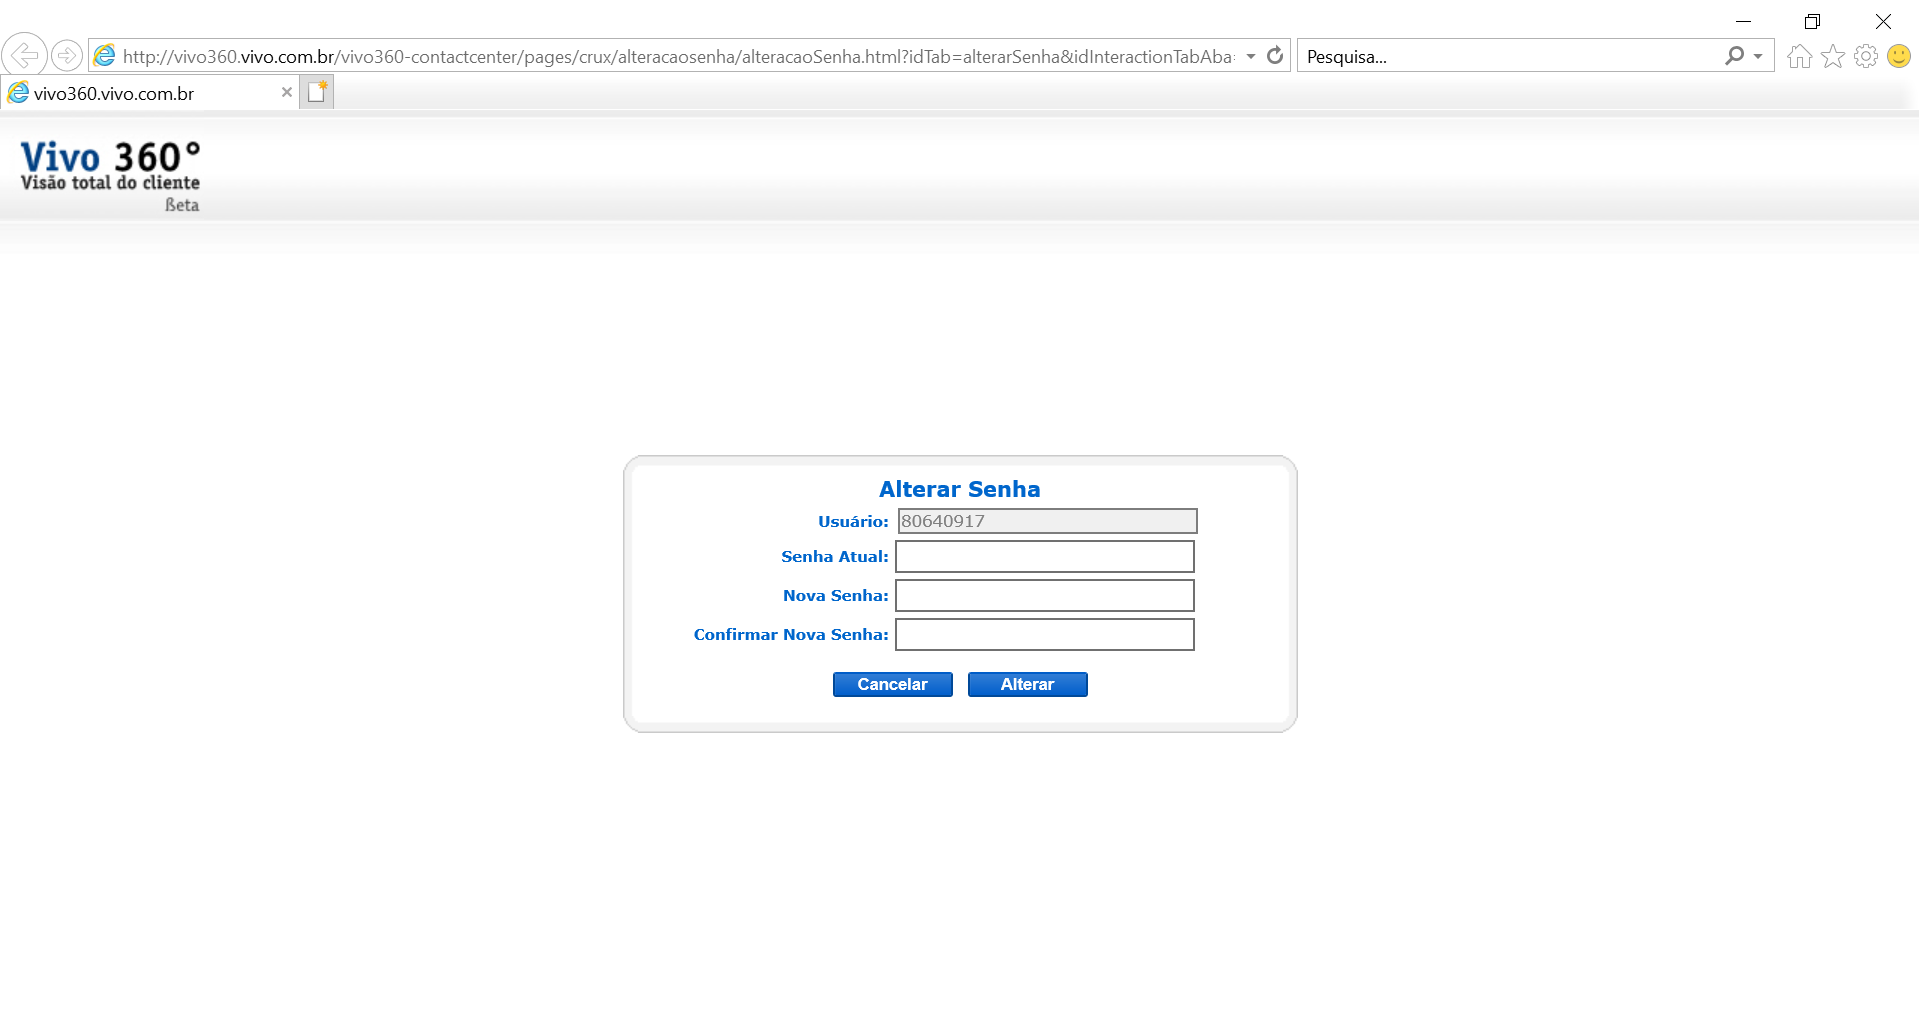 http://vivo360.vivo.com.br/vivo360-contactcenter/pages/crux/alteracaosenha/alteracaoSenha.html?idTab=alterarSenha&idInteractionTabAba=
Pesquisa...
vivo360.vivo.com.br
Vivo 360°
Visão total do cliente
ßeta
Alterar Senha
Usuário: 80640917
Senha Atual:
Nova Senha:
Confirmar Nova Senha:
Cancelar Alterar